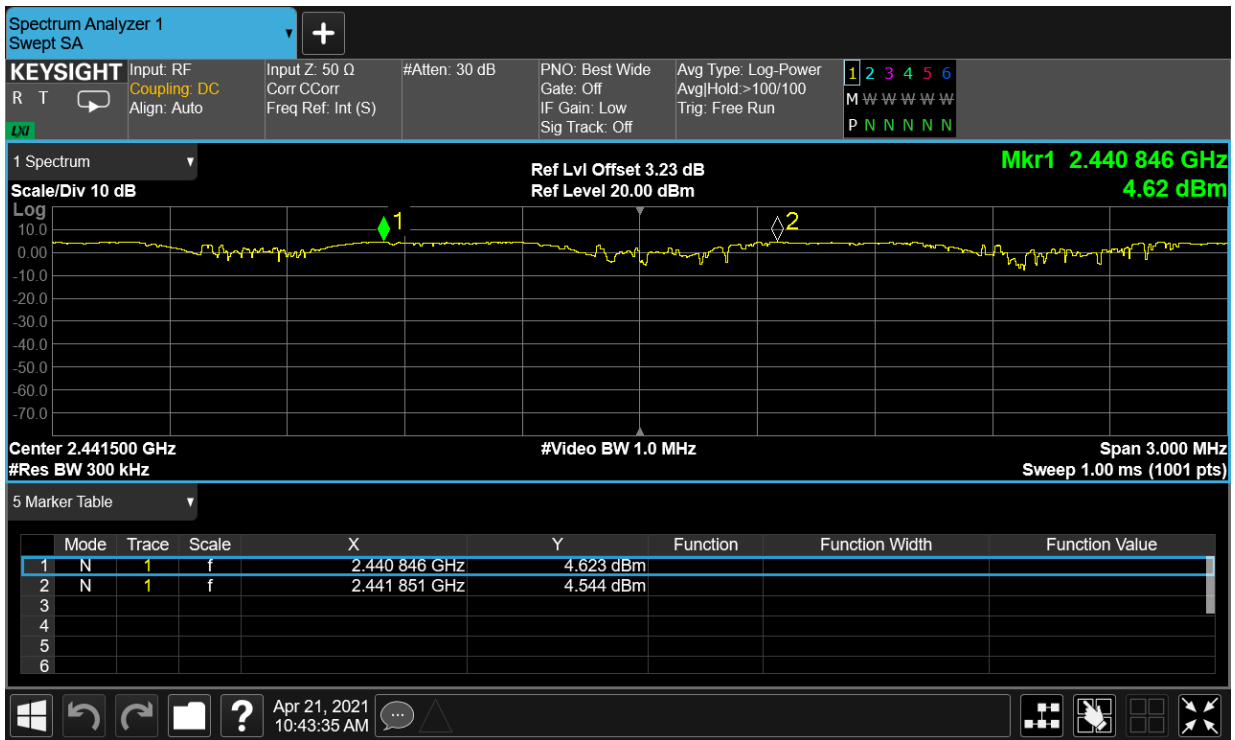 Spectrum Analyzer 1
Swept SA
KEYSIGHT
R T
LXI
Input: RF
Coupling: DC
Align: Auto
Input Z: 50 Ω
Corr CCorr
Freq Ref: Int (S)
#Atten: 30 dB
PNO: Best Wide
Gate: Off
IF Gain: Low
Sig Track: Off
Avg Type: Log-Power
Avg|Hold:>100/100
Trig: Free Run
1 2 3 4 5 6
M W W W W W
P N N N N N
1 Spectrum
Scale/Div 10 dB
Ref Lvl Offset 3.23 dB
Ref Level 20.00 dBm
Mkr1 2.440 846 GHz
4.62 dBm
Log
1
2
10.0
0.00
-10.0
-20.0
-30.0
-40.0
-50.0
-60.0
-70.0
Center 2.441500 GHz
#Video BW 1.0 MHz
Span 3.000 MHz
#Res BW 300 kHz
Sweep 1.00 ms (1001 pts)
5 Marker Table
Mode Trace Scale X Y Function Function Width Function Value
1 N 1 f 2.440 846 GHz 4.623 dBm
2 N 1 f 2.441 851 GHz 4.544 dBm
3
4
5
6
?
Apr 21, 2021
10:43:35 AM